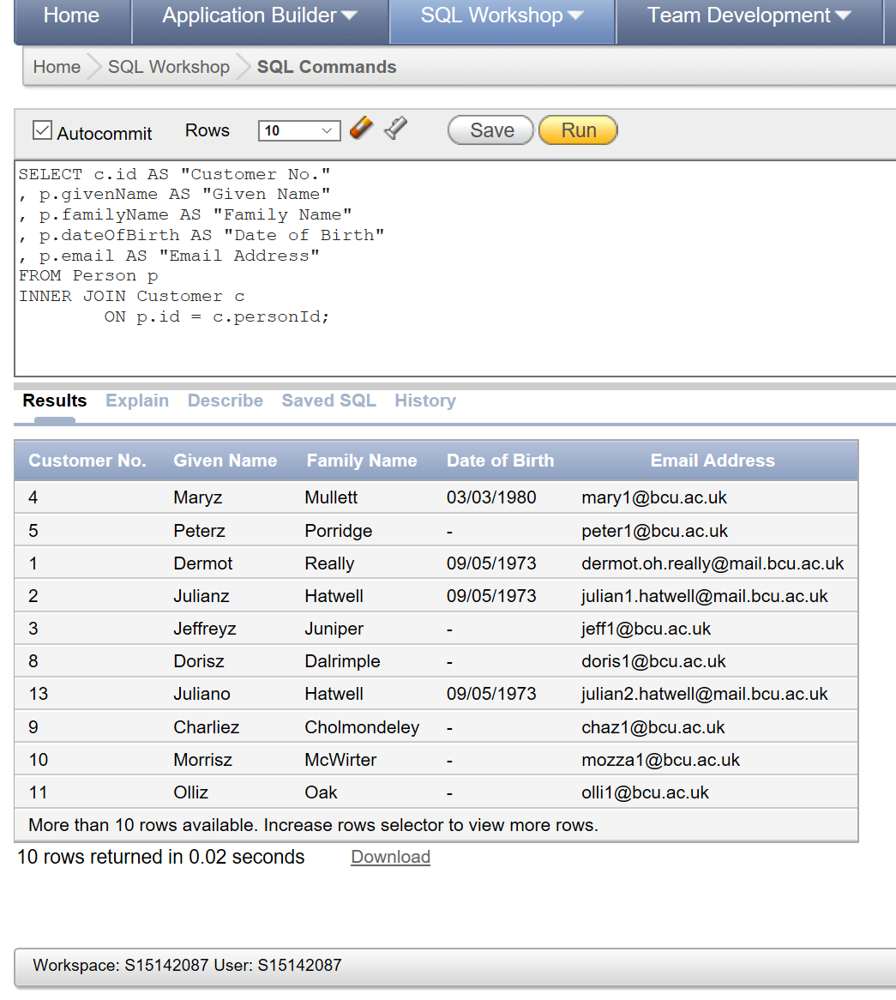 Home Application Builder SQL Workshop Team Development
Home SQL Workshop SQL Commands
Autocommit Rows 10 Save Run
SELECT c.id AS "Customer No."
, p.givenName AS "Given Name"
, p.familyName AS "Family Name"
, p.dateOfBirth AS "Date of Birth"
, p.email AS "Email Address"
FROM Person p
INNER JOIN Customer c
ON p.id = c.personId;
Results Explain Describe Saved SQL History
Customer No. Given Name Family Name Date of Birth Email Address
4 Maryz Mullett 03/03/1980 mary1@bcu.ac.uk
5 Peterz Porridge - peter1@bcu.ac.uk
1 Dermot Really 09/05/1973 dermot.oh.really@mail.bcu.ac.uk
2 Julianz Hatwell 09/05/1973 julian1.hatwell@mail.bcu.ac.uk
3 Jeffreyz Juniper - jeff1@bcu.ac.uk
8 Dorisz Dalrimple - doris1@bcu.ac.uk
13 Juliano Hatwell 09/05/1973 julian2.hatwell@mail.bcu.ac.uk
9 Charliez Cholmondeley - chaz1@bcu.ac.uk
10 Morrisz McWirter - mozza1@bcu.ac.uk
11 Olliz Oak - olli1@bcu.ac.uk
More than 10 rows available. Increase rows selector to view more rows.
10 rows returned in 0.02 seconds Download
Workspace: S15142087 User: S15142087